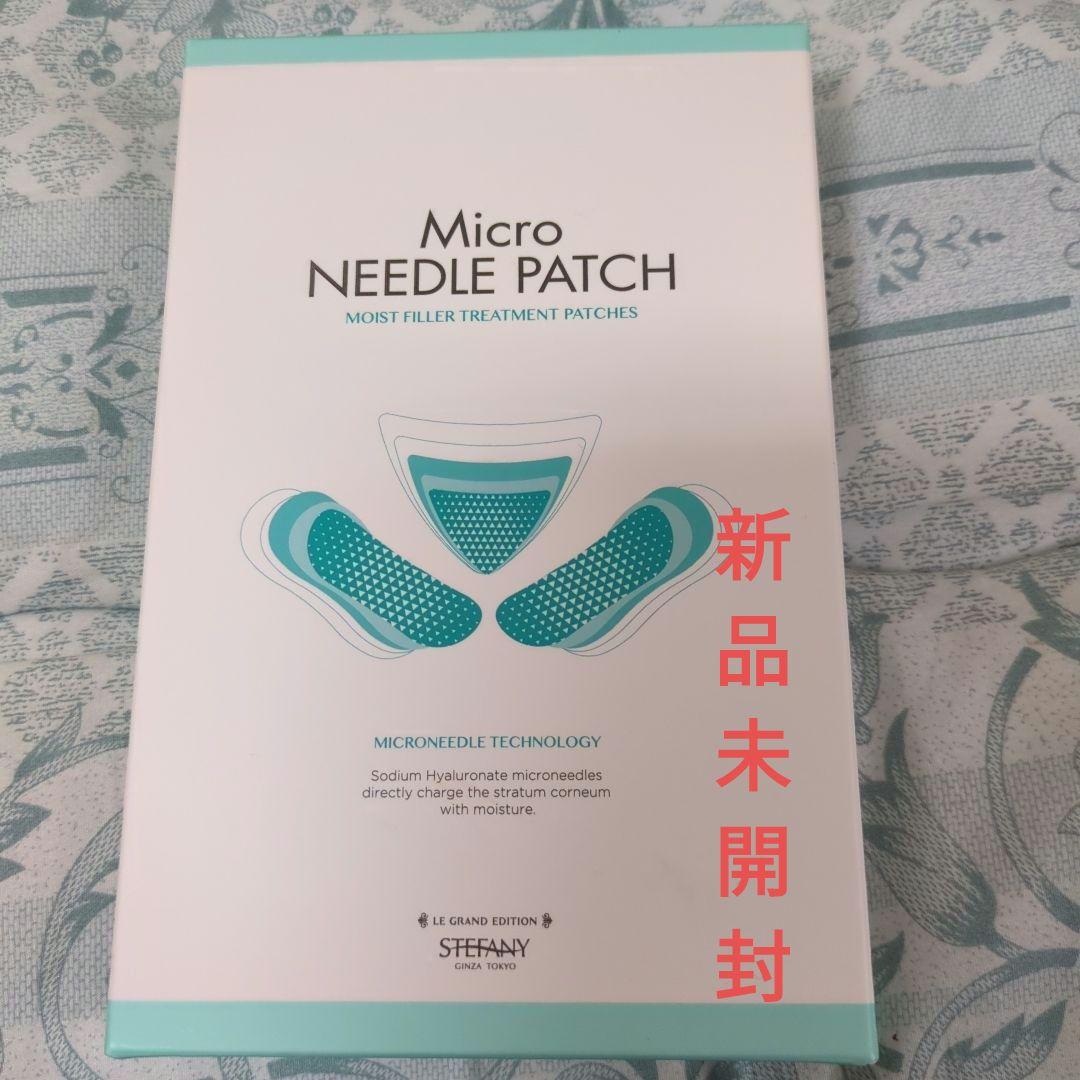 Micro
NEEDLE PATCH
MOIST FILLER TREATMENT PATCHES
MICRONEEDLE TECHNOLOGY
Sodium Hyaluronate microneedles
directly charge the stratum corneum
with moisture.
LE GRAND EDITION
STEFANY
GINZA TOKYO
新品未開封